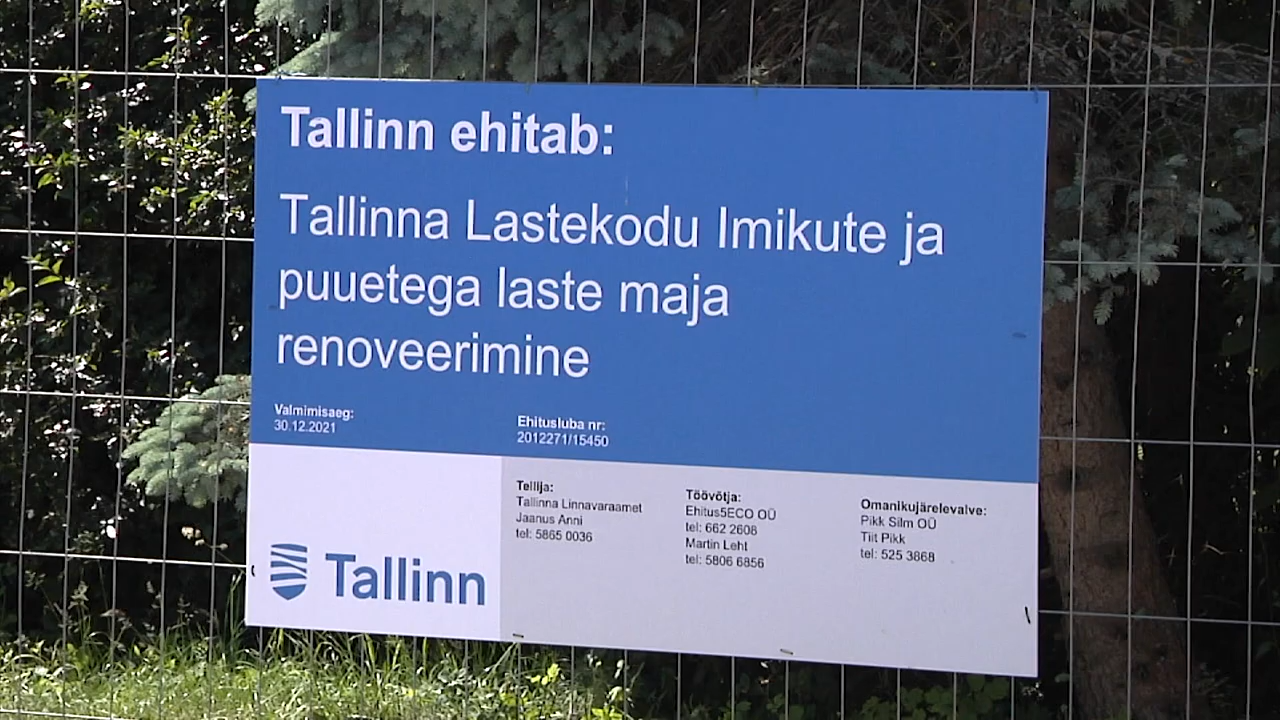 Tallinn ehitab:
Tallinna Lastekodu Imikute ja
puuetega laste maja
renoveerimine
Valmimisaeg:
30.12.2021
Ehitusluba nr:
2012271/15450
Tellija:
Tallinna Linnavaraamet
Jaanus Anni
tel: 5865 0036
Töövõtja:
Ehitus5ECO OÜ
tel: 662 2608
Martin Leht
tel: 5806 6856
Omanikujärelevalve:
Pikk Silm OÜ
Tiit Pikk
tel: 525 3868
Tallinn